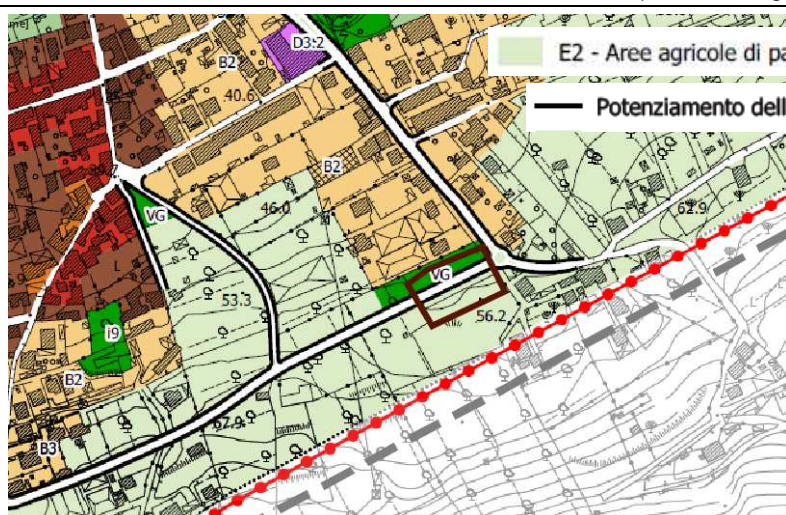 D3:2
E2 - Aree agricole di pa
B2
40.6
Potenziamento dell
B2
VG
46.0
62.9
VG
53.3
56.2
i9
B2
57.9
B3